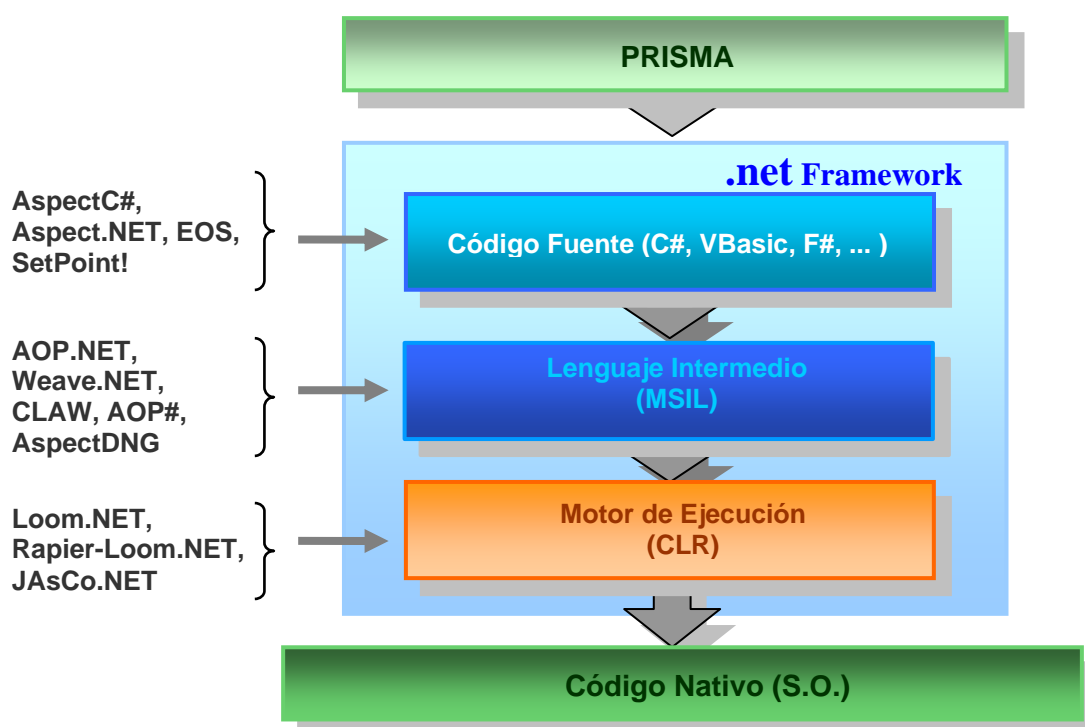 PRISMA
.net Framework
AspectC#,
Aspect.NET, EOS,
SetPoint!
Código Fuente (C#, VBasic, F#, ... )
AOP.NET,
Weave.NET,
CLAW, AOP#,
AspectDNG
Lenguaje Intermedio
(MSIL)
Loom.NET,
Rapier-Loom.NET,
JAsCo.NET
Motor de Ejecución
(CLR)
Código Nativo (S.O.)